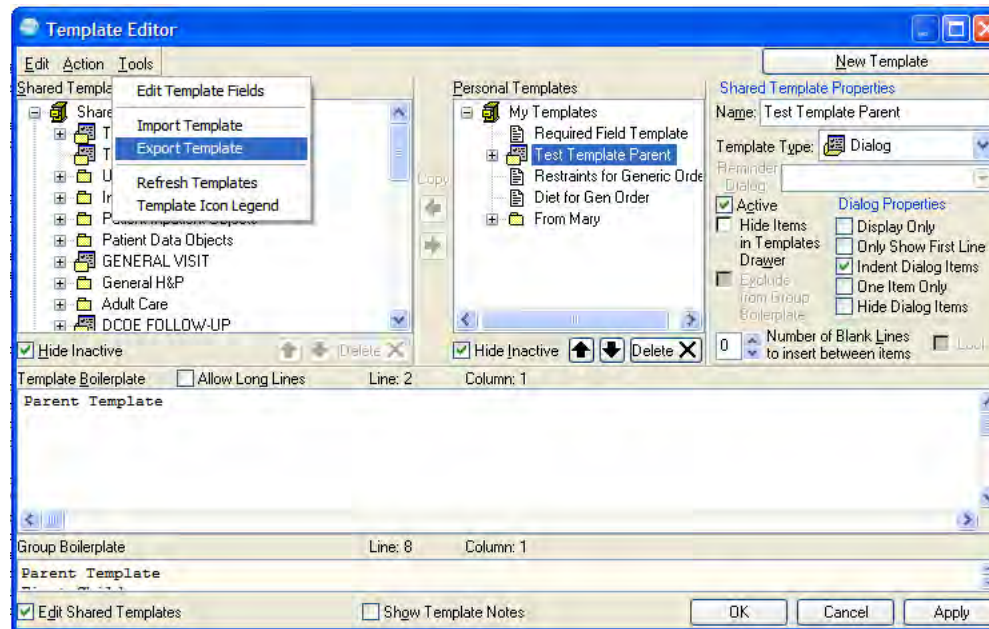 Template Editor
Edit Action Tools
New Template
Shared Templa
Edit Template Fields
Import Template
Export Template
Refresh Templates
Template Icon Legend
Share
T
T
U
Ir
Patient Data Objects
GENERAL VISIT
General H&P
Adult Care
DCOE FOLLOW-UP
Copy
Personal Templates
My Templates
Required Field Template
Test Template Parent
Restraints for Generic Orde
Diet for Gen Order
From Mary
Shared Template Properties
Name: Test Template Parent
Template Type: Dialog
Reminder
Dialog
Active
Hide Items
in Templates
Drawer
Exclude
from Group
Boilerplate
Dialog Properties
Display Only
Only Show First Line
Indent Dialog Items
One Item Only
Hide Dialog Items
0 Number of Blank Lines
to insert between items
Hide Inactive Delete X
Hide Inactive Delete X
Template Boilerplate Allow Long Lines Line: 2 Column: 1
Parent Template
Group Boilerplate Line: 8 Column: 1
Parent Template
Edit Shared Templates Show Template Notes OK Cancel Apply